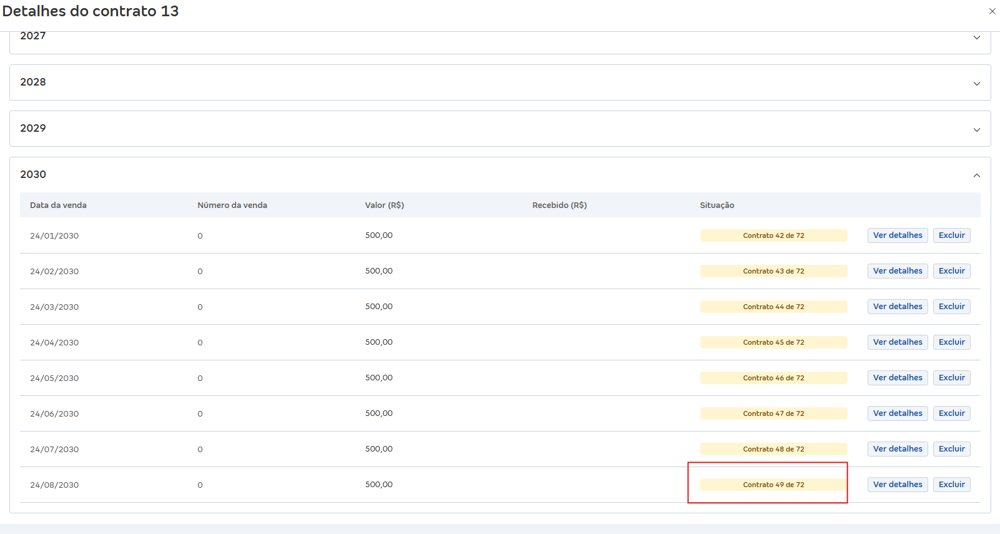 Detalhes do contrato 13
2027
2028
2029
2030
Data da venda Número da venda Valor (R$) Recebido (R$) Situação
24/01/2030 0 500,00 Contrato 42 de 72 Ver detalhes Excluir
24/02/2030 0 500,00 Contrato 43 de 72 Ver detalhes Excluir
24/03/2030 0 500,00 Contrato 44 de 72 Ver detalhes Excluir
24/04/2030 0 500,00 Contrato 45 de 72 Ver detalhes Excluir
24/05/2030 0 500,00 Contrato 46 de 72 Ver detalhes Excluir
24/06/2030 0 500,00 Contrato 47 de 72 Ver detalhes Excluir
24/07/2030 0 500,00 Contrato 48 de 72 Ver detalhes Excluir
24/08/2030 0 500,00 Contrato 49 de 72 Ver detalhes Excluir